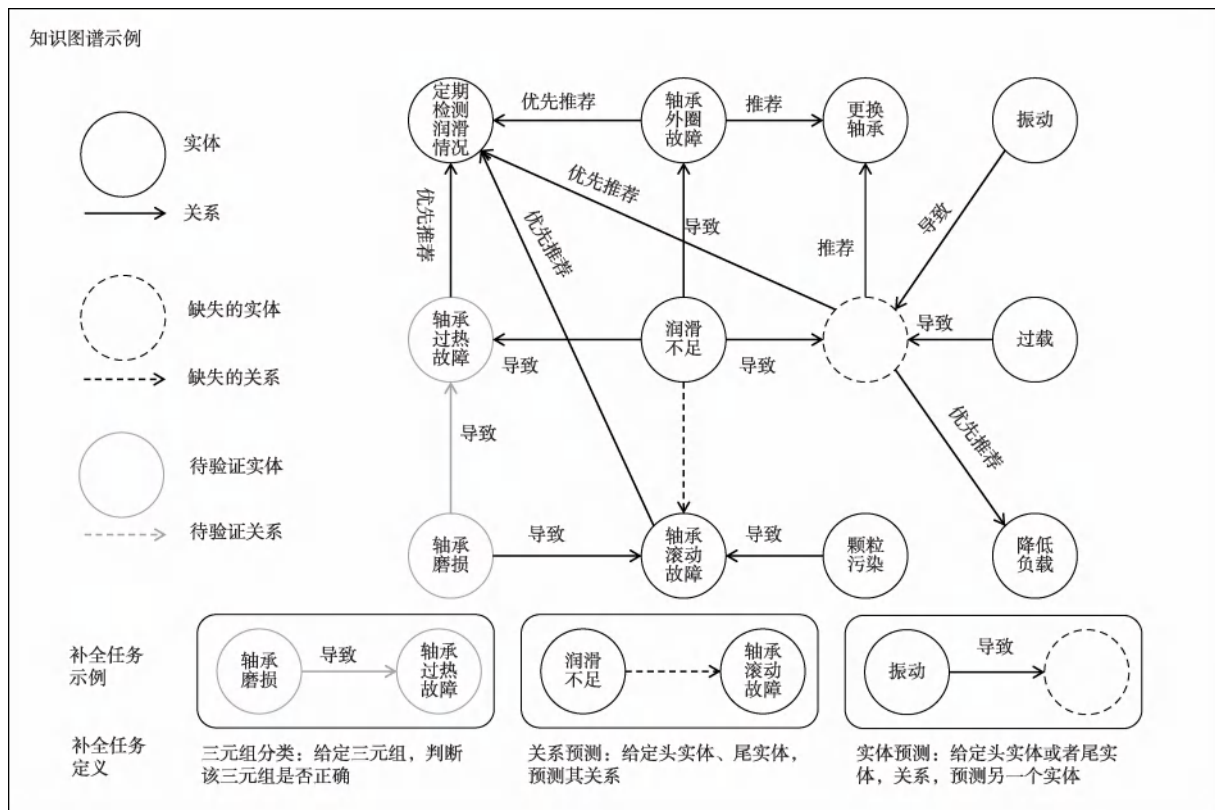 知识图谱示例
实体
关系
缺失的实体
缺失的关系
待验证实体
待验证关系
定期
检测
润滑
情况
优先推荐
轴承
外圈
故障
推荐
更换
轴承
振动
优先推荐
优先推荐
优先推荐
导致
推荐
导致
轴承
过热
故障
导致
润滑
不足
导致
导致
过载
导致
优先推荐
轴承
磨损
导致
轴承
滚动
故障
导致
颗粒
污染
降低
负载
补全任务
示例
轴承
磨损
导致
轴承
过热
故障
润滑
不足
轴承
滚动
故障
振动
导致
补全任务
定义
三元组分类：给定三元组，判断
该三元组是否正确
关系预测：给定头实体、尾实体，
预测其关系
实体预测：给定头实体或者尾实
体，关系，预测另一个实体